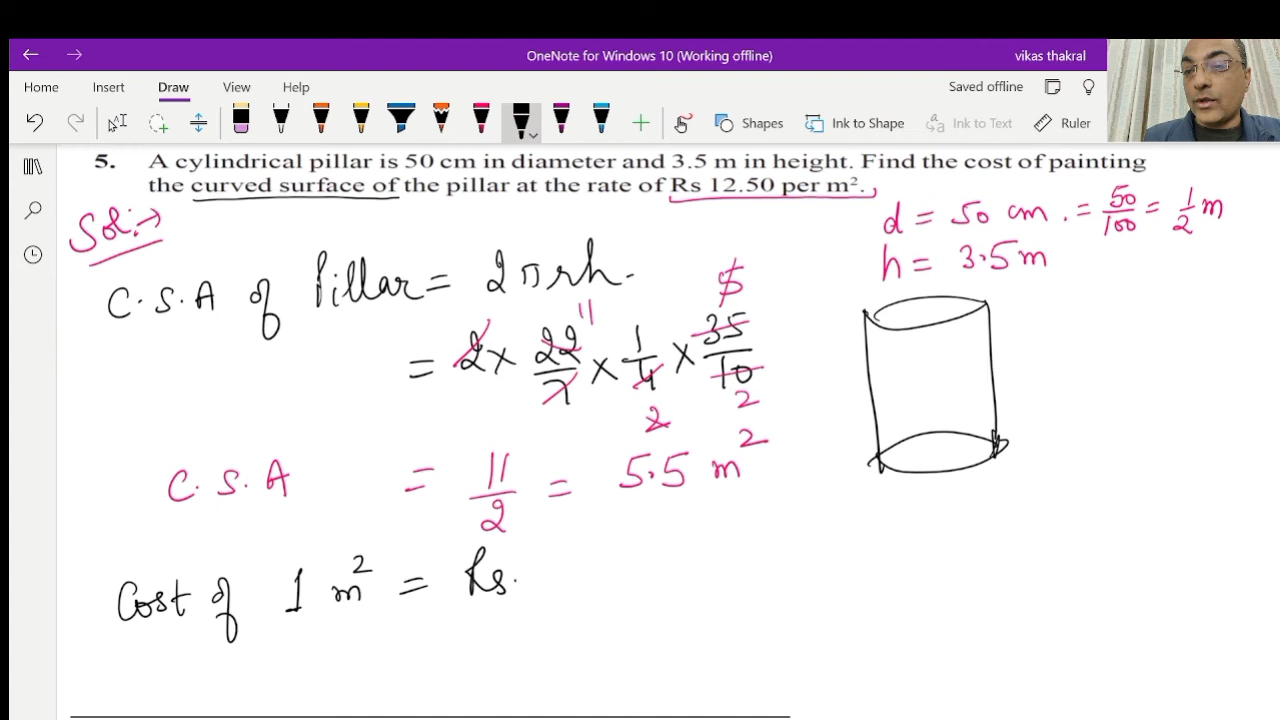 OneNote for Windows 10 (Working offline)
vikas thakral
Home Insert Draw View Help
Saved offline
Shapes Ink to Shape Ink to Text Ruler
5. A cylindrical pillar is 50 cm in diameter and 3.5 m in height. Find the cost of painting
the curved surface of the pillar at the rate of Rs 12.50 per m².
Sol:→
d = 50 cm. = 50/100 = 1/2 m
h = 3.5 m
C.S.A of Pillar = 2πrh.
11 5
= 2 × 22/7 × 1/4 × 35/10
2 2
C.S.A = 11/2 = 5.5 m²
Cost of 1 m² = Rs.